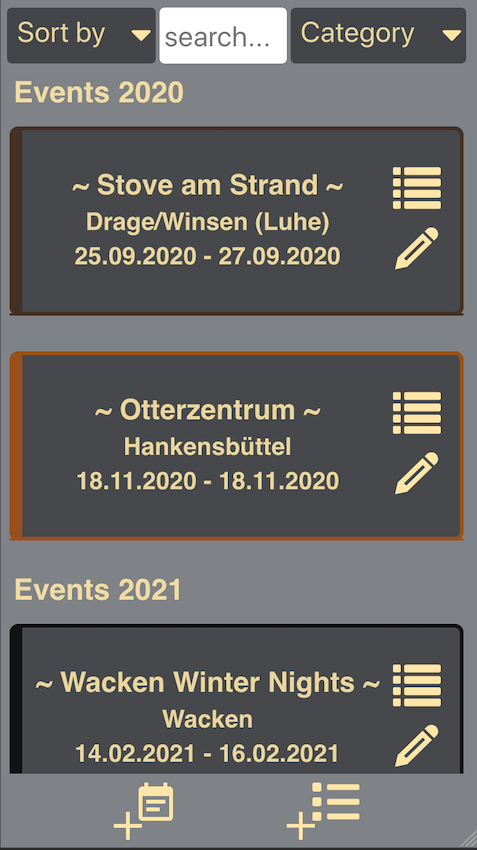 Sort by
search...
Category
Events 2020
~ Stove am Strand ~
Drage/Winsen (Luhe)
25.09.2020 - 27.09.2020
~ Otterzentrum ~
Hankensbüttel
18.11.2020 - 18.11.2020
Events 2021
~ Wacken Winter Nights ~
Wacken
14.02.2021 - 16.02.2021